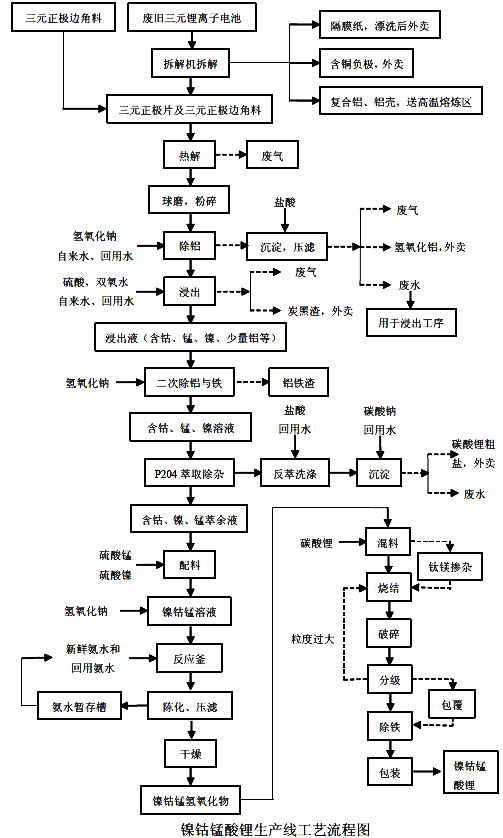 三元正极边角料
废旧三元锂离子电池
隔膜纸，漂洗后外卖
拆解机拆解
含铜负极，外卖
复合铝、铝壳，送高温熔炼区
三元正极片及三元正极边角料
热解
废气
球磨，粉碎
盐酸
氢氧化钠
自来水、回用水
除铝
沉淀，压滤
废气
氢氧化铝，外卖
废水
用于浸出工序
硫酸，双氧水
自来水、回用水
浸出
废气
炭黑渣，外卖
浸出液（含钴、锰、镍、少量铝等）
氢氧化钠
二次除铝与铁
铝铁渣
含钴、锰、镍溶液
盐酸
回用水
碳酸钠
回用水
P204 萃取除杂
反萃洗涤
沉淀
碳酸锂粗
盐，外卖
废水
含钴、镍、锰萃余液
硫酸锰
硫酸镍
配料
氢氧化钠
镍钴锰溶液
新鲜氨水和
回用氨水
反应釜
氨水暂存槽
陈化、压滤
干燥
镍钴锰氢氧化物
碳酸锂
混料
钛镁掺杂
烧结
粒度过大
破碎
分级
包覆
除铁
包装
镍钴锰
酸锂
镍钴锰酸锂生产线工艺流程图